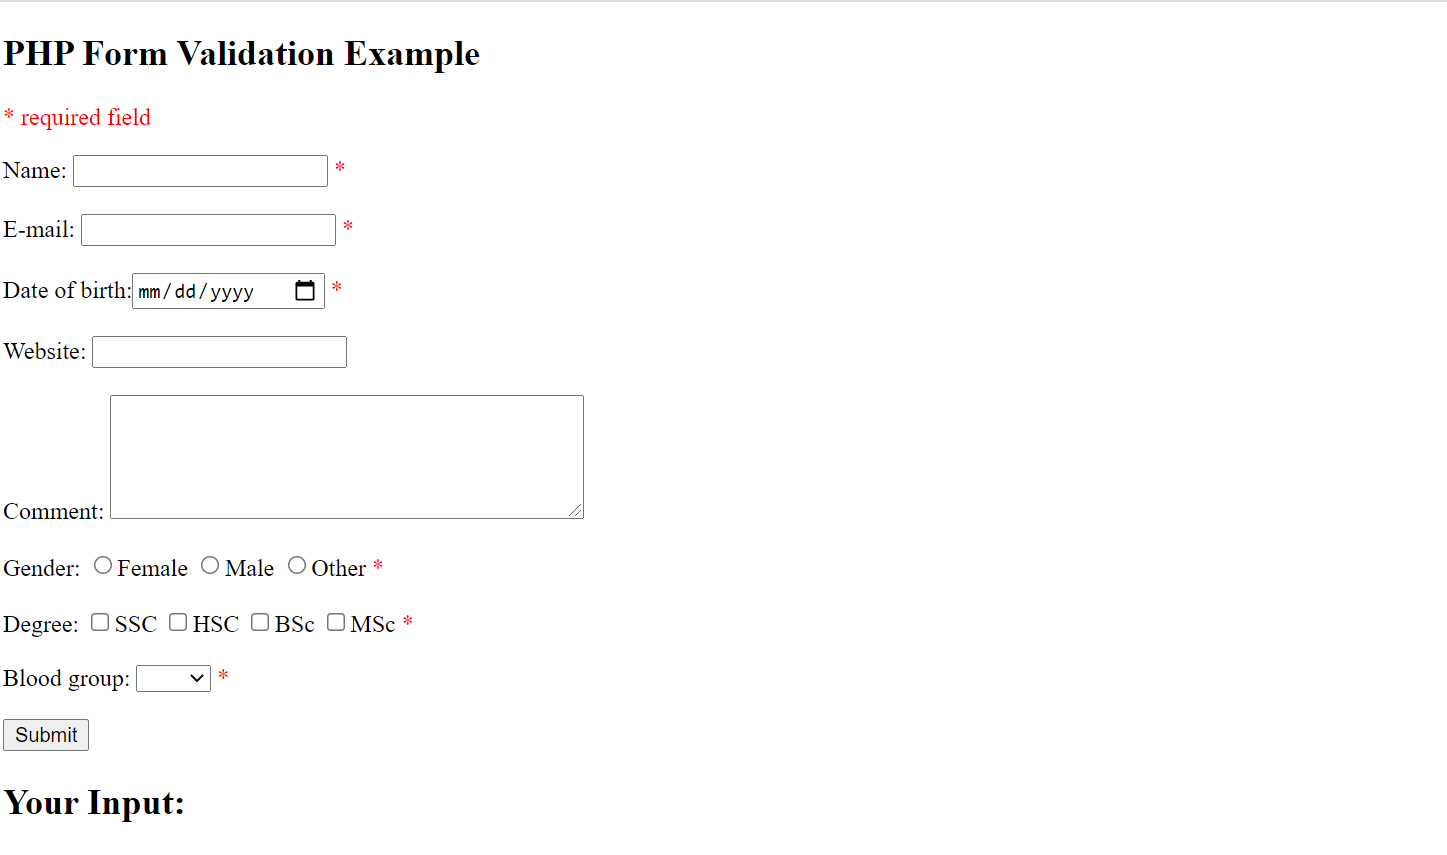 PHP Form Validation Example
* required field
Name: *
E-mail: *
Date of birth: mm/dd/yyyy *
Website:
Comment:
Gender: Female Male Other *
Degree: SSC HSC BSc MSc *
Blood group: *
Submit
Your Input: